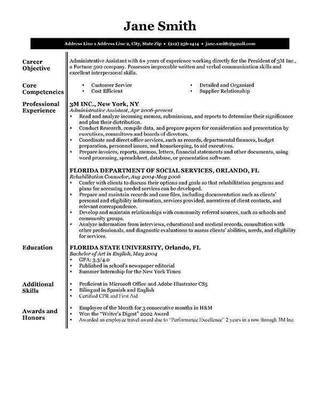 Jane Smith
Address Line 1 Address Line 2, City, State Zip • (212) 256-1414 •
Career Objective
Administrative Assistant with 6+ years of experience working directly for the President of 3M Inc., a Fortune 500 company. Possesses impeccable written and verbal communication skills and excellent interpersonal skills.
Core Competencies
• Customer Service
• Cost Efficient
• Detailed and Organized
• Supplier Relationship
Professional Experience
3M INC., New York, NY
Administrative Assistant, Apr 2006-present
• Read and analyze incoming memos, submissions, and reports to determine their significance and plan their distribution.
• Conduct Research, compile data, and prepare papers for consideration and presentation by executives, committees and boards of directors.
• Coordinate and direct office services, such as records, departmental finances, budget preparation, personnel issues, and housekeeping, to aid executives.
• Prepare invoices, reports, memos, letters, financial statements and other documents, using word processing, spreadsheet, database, or presentation software.
FLORIDA DEPARTMENT OF SOCIAL SERVICES, ORLANDO, FL
Rehabilitation Counselor, Aug 2004-May 2006
• Confer with clients to discuss their options and goals so that rehabilitation programs and plans for accessing needed services can be developed.
• Prepare and maintain records and case files, including documentation such as clients' personal and eligibility information, services provided, narratives of client contacts, and relevant correspondence.
• Develop and maintain relationships with community referral sources, such as schools and community groups.
• Analyze information from interviews, educational and medical records, consultation with other professionals, and diagnostic evaluations to assess clients' abilities, needs, and eligibility for services.
Education
FLORIDA STATE UNIVERSITY, Orlando, FL
Bachelor of Art in English, May 2004
• GPA: 3.3/4.0
• Published in school's newspaper editorial
• Summer Internship for the New York Times
Additional Skills
• Proficient in Microsoft Office and Adobe Illustrator CS5
• Bilingual in Spanish and English
• Certified CPR and First Aid
Awards and Honors
• Employee of the Month for 3 consecutive months in H&M
• Won the "Writer's Digest" 2002 Award
• Awarded an employee travel award due to "Performance Excellence" 2 years in a row through 3M Inc.